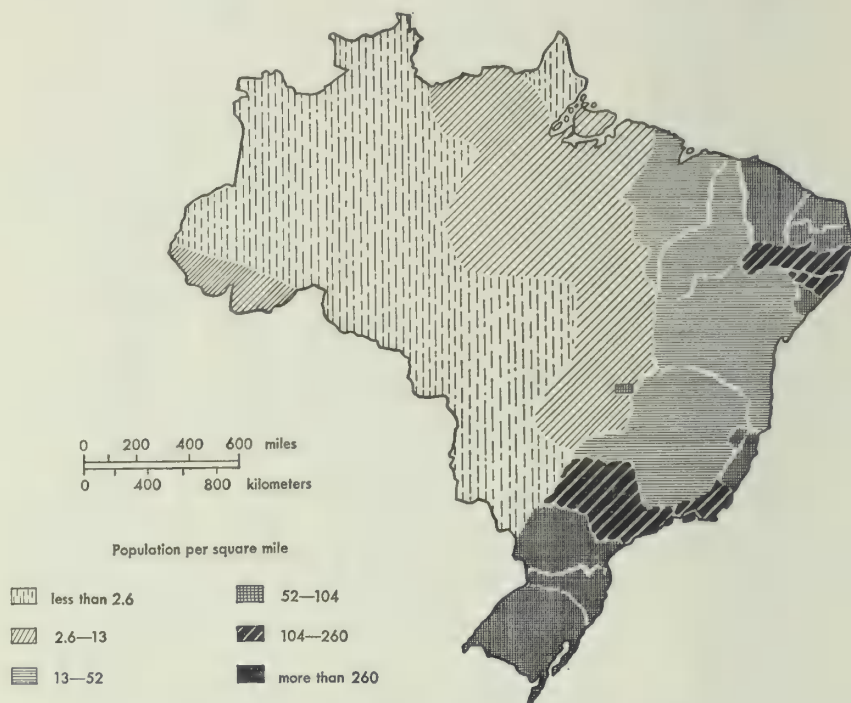 0 200 400 600 miles
0 400 800 kilometers
Population per square mile
less than 2.6
2.6—13
13—52
52—104
104—260
more than 260